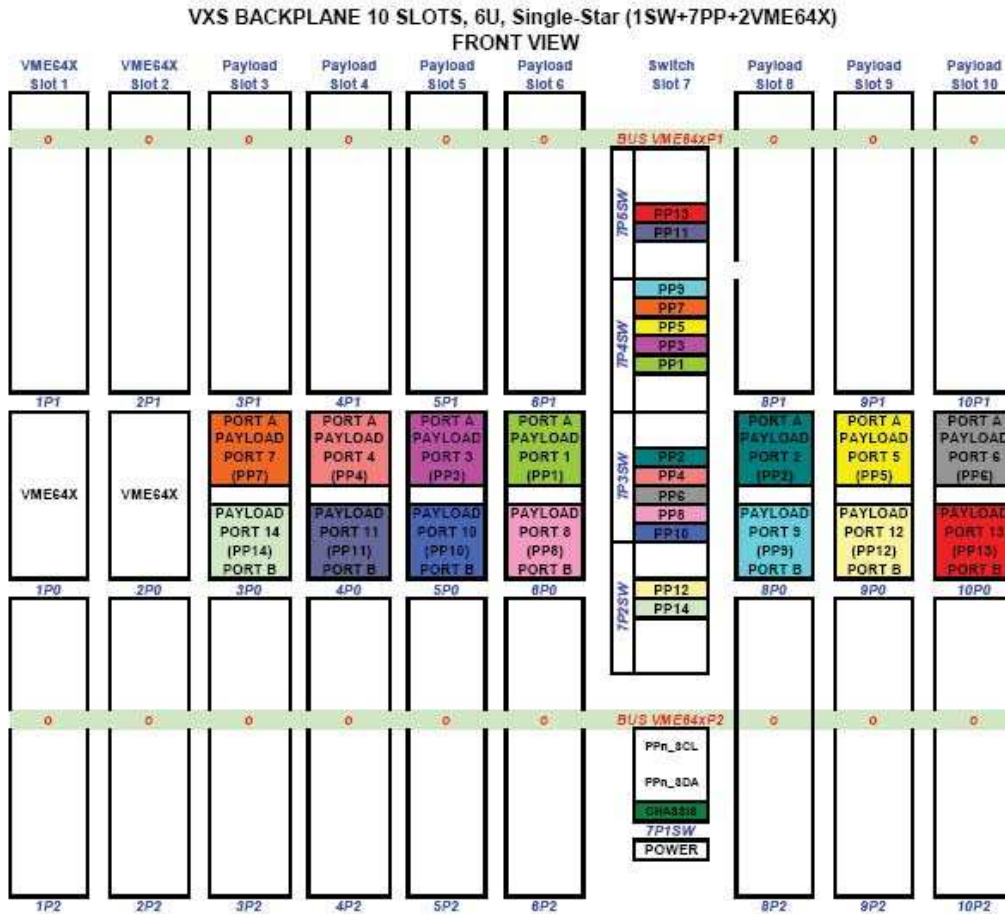 VXS BACKPLANE 10 SLOTS, 6U, Single-Star (1SW+7PP+2VME64X)
FRONT VIEW
VME64X Slot 1
VME64X Slot 2
Payload Slot 3
Payload Slot 4
Payload Slot 5
Payload Slot 6
Switch Slot 7
Payload Slot 8
Payload Slot 9
Payload Slot 10
o o o o o o BUS VME64xP1 o o o
7P5SW
PP13
PP11
7P4SW
PP9
PP7
PP5
PP3
PP1
1P1 2P1 3P1 4P1 5P1 6P1 8P1 9P1 10P1
VME64X
VME64X
PORT A
PAYLOAD
PORT 7
(PP7)
PAYLOAD
PORT 14
(PP14)
PORT B
PORT A
PAYLOAD
PORT 4
(PP4)
PAYLOAD
PORT 11
(PP11)
PORT B
PORT A
PAYLOAD
PORT 3
(PP3)
PAYLOAD
PORT 10
(PP10)
PORT B
PORT A
PAYLOAD
PORT 1
(PP1)
PAYLOAD
PORT 8
(PP8)
PORT B
7P3SW
PP2
PP4
PP6
PP8
PP10
7P2SW
PP12
PP14
PORT A
PAYLOAD
PORT 2
(PP2)
PAYLOAD
PORT 9
(PP9)
PORT B
PORT A
PAYLOAD
PORT 5
(PP5)
PAYLOAD
PORT 12
(PP12)
PORT B
PORT A
PAYLOAD
PORT 6
(PP6)
PAYLOAD
PORT 13
(PP13)
PORT B
1P0 2P0 3P0 4P0 5P0 6P0 8P0 9P0 10P0
o o o o o o BUS VME64xP2 o o o
PPn_SCL
PPn_SDA
CHASSIS
7P1SW
POWER
1P2 2P2 3P2 4P2 5P2 6P2 8P2 9P2 10P2